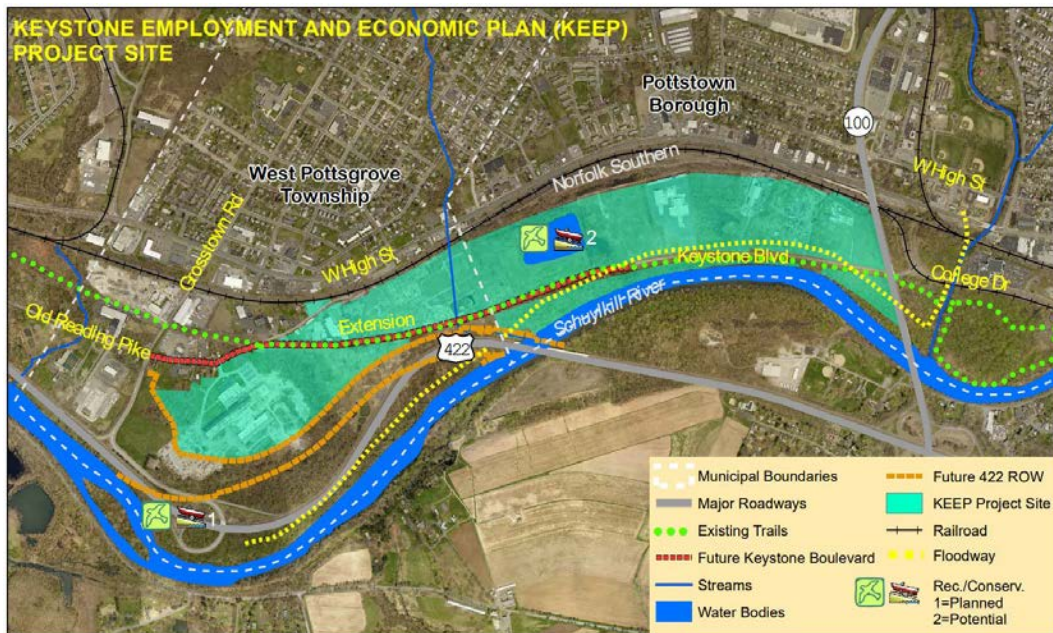 KEYSTONE EMPLOYMENT AND ECONOMIC PLAN (KEEP)
PROJECT SITE
Pottstown
Borough
100
West Pottsgrove
Township
Norfolk Southern
W High St
Grosstown Rd
2
W High St
Keystone Blvd
College Dr
Old Reading Pike
Extension
Schuylkill River
422
1
Municipal Boundaries
Major Roadways
Existing Trails
Future Keystone Boulevard
Streams
Water Bodies
Future 422 ROW
KEEP Project Site
Railroad
Floodway
Rec./Conserv.
1=Planned
2=Potential